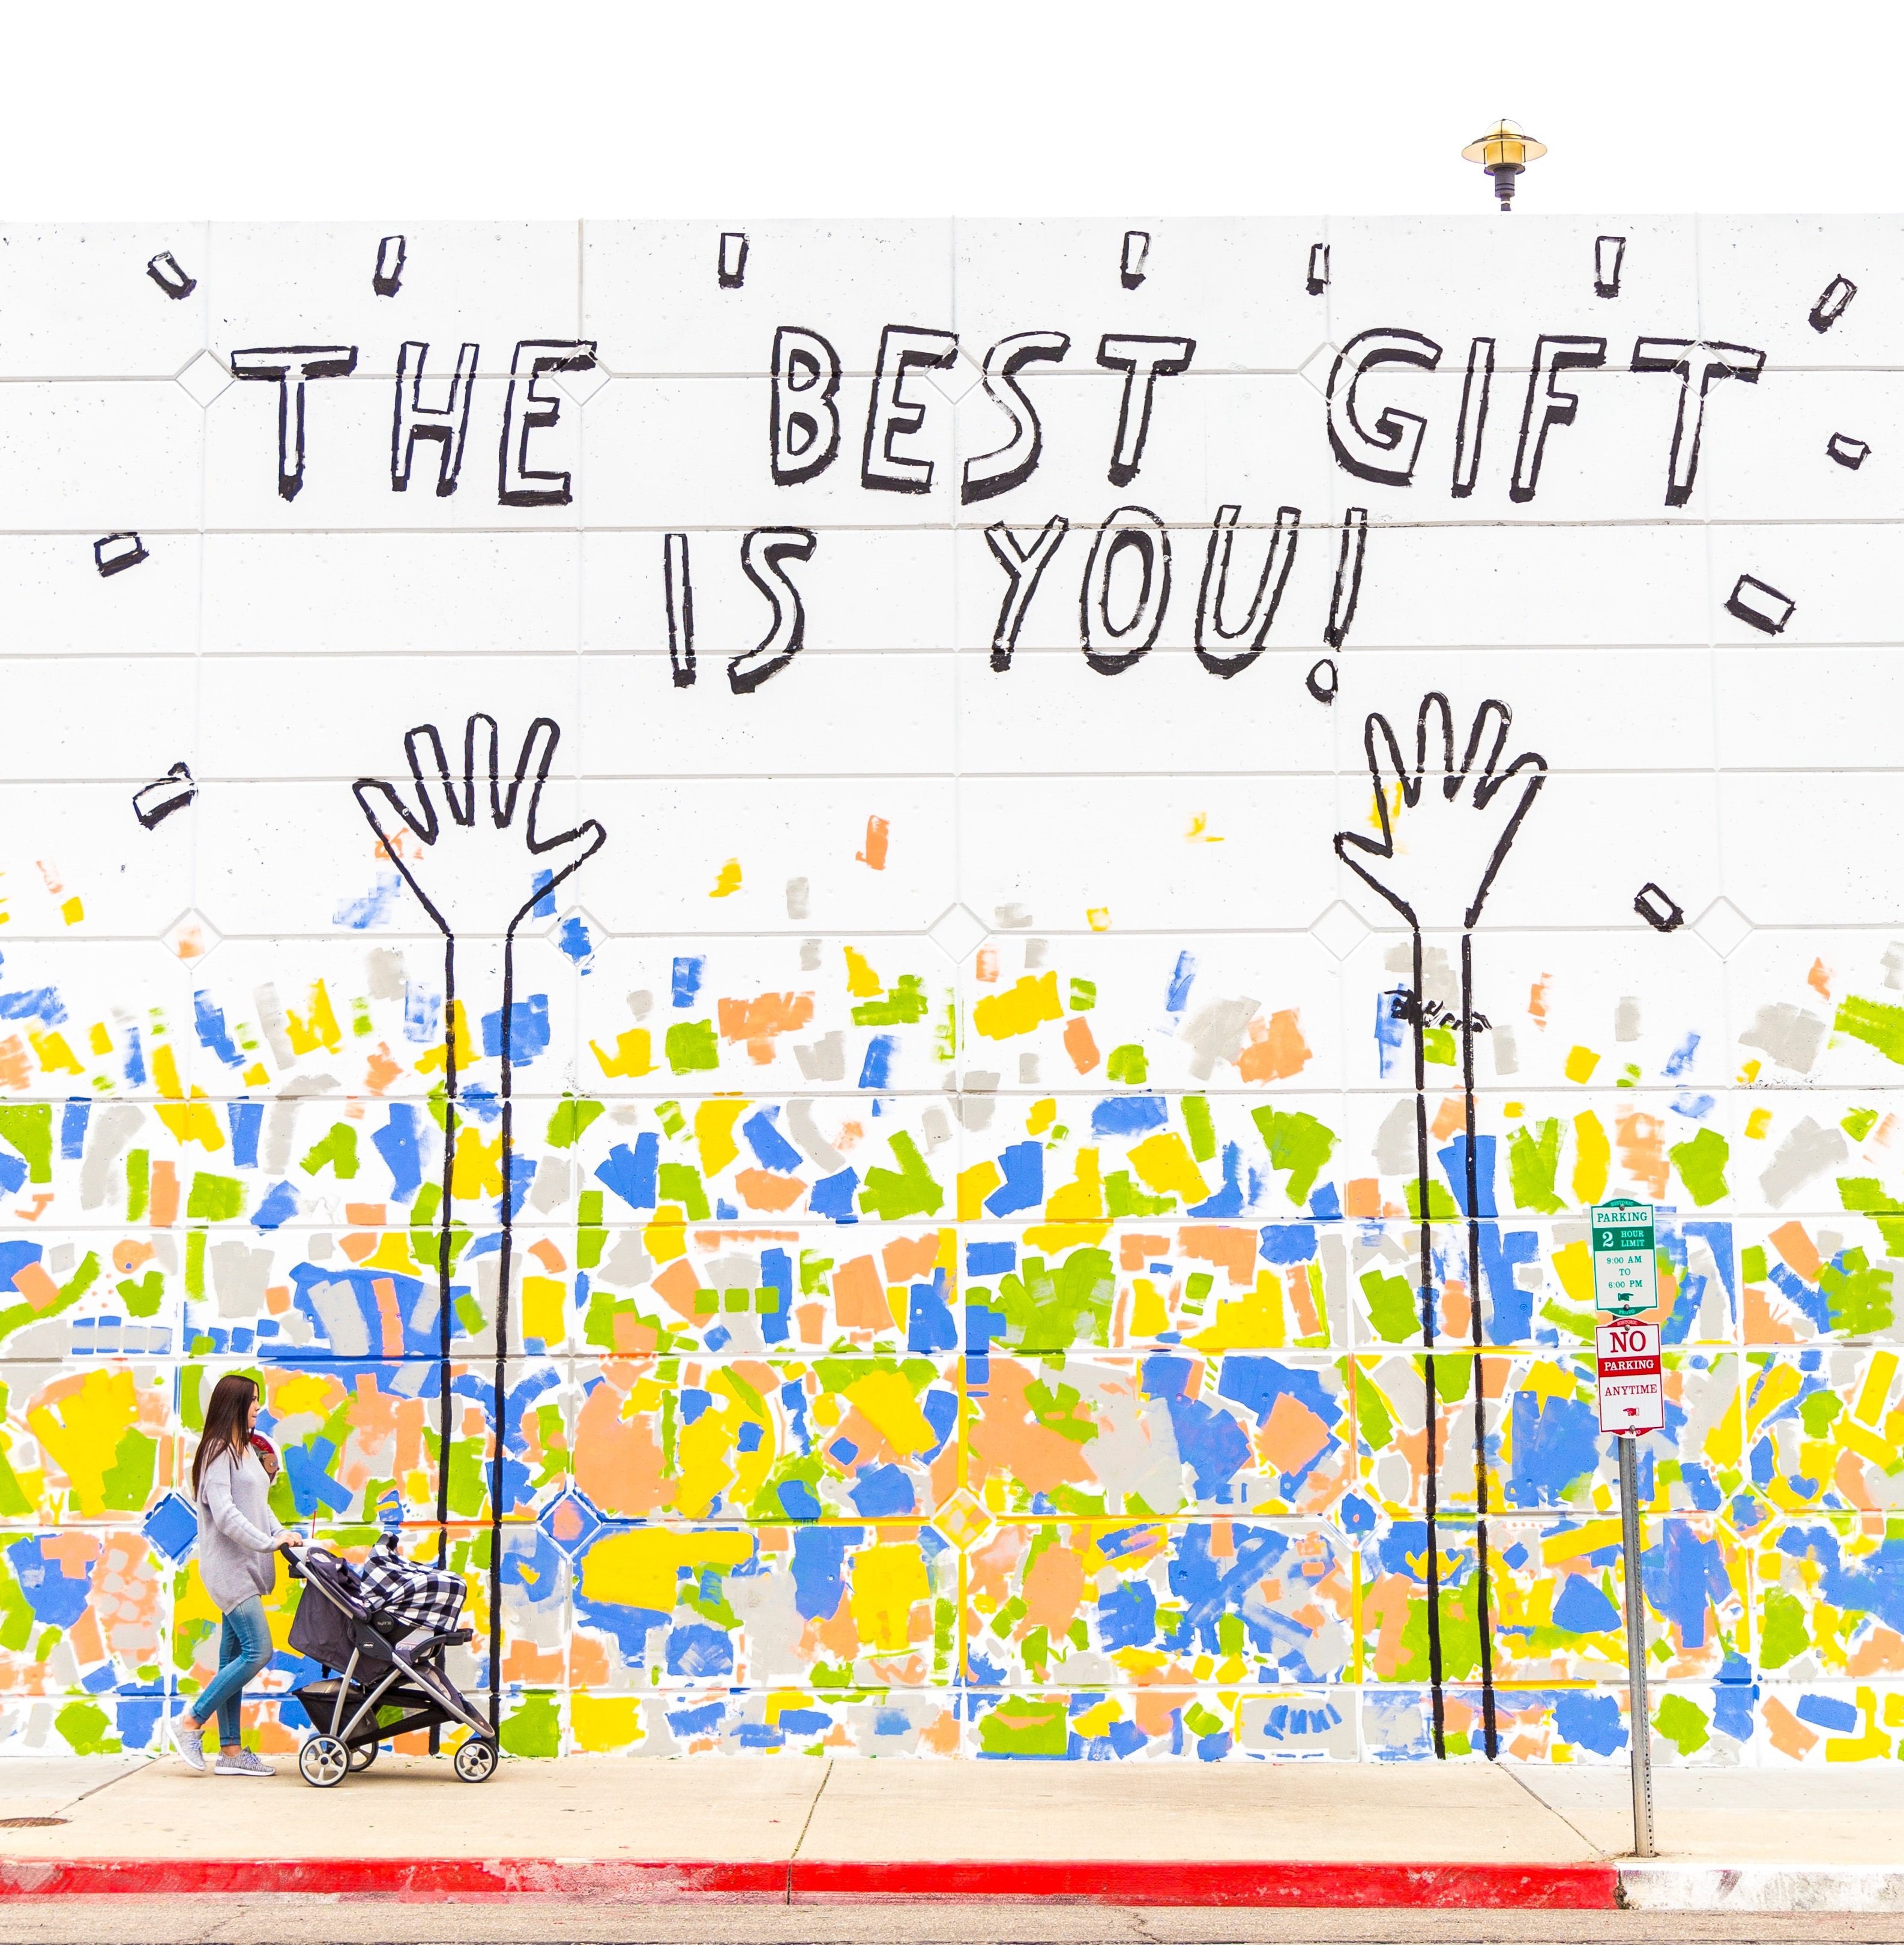 THE BEST GIFT
IS YOU!
PARKING
2 HOUR
LIMIT
9:00 AM
TO
6:00 PM
NO
PARKING
ANYTIME